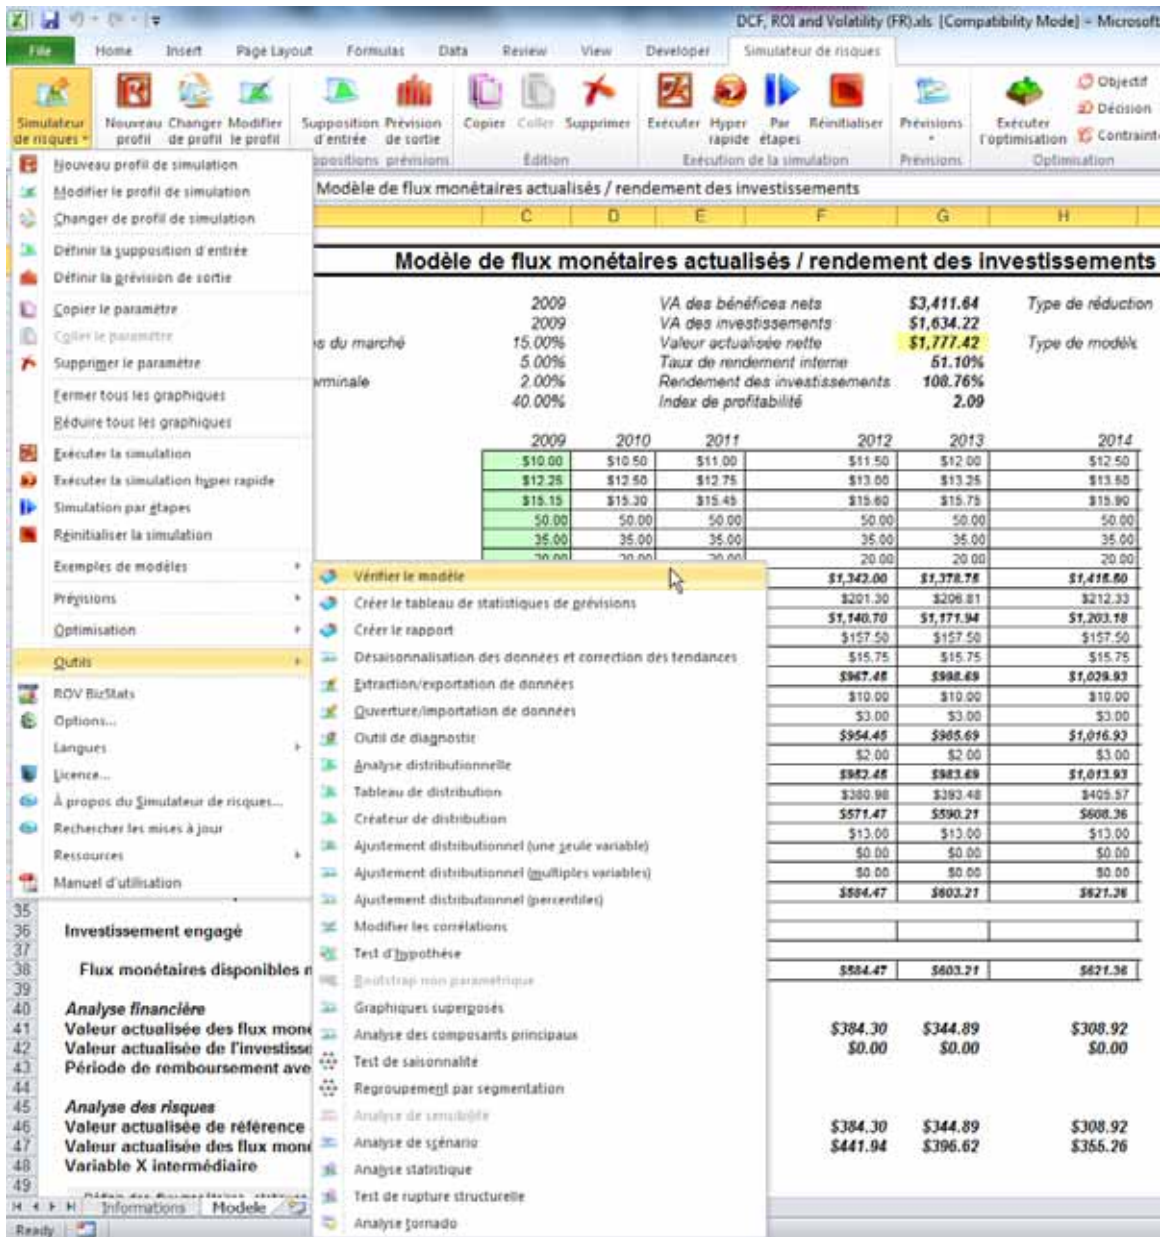 DCF, ROI and Volatility (FR).xls [Compatibility Mode] - Microsoft
File Home Insert Page Layout Formulas Data Review View Developer Simulateur de risques
Simulateur de risques
Nouveau profil
Changer de profil
Modifier le profil
Supposition d'entrée
Prévision de sortie
Copier
Coller
Supprimer
Exécuter
Hyper rapide
Par étapes
Réinitialiser
Prévisions
Exécuter l'optimisation
Objectif
Décision
Contrainte
prévisions
Édition
Exécution de la simulation
Prévisions
Optimisation
Modèle de flux monétaires actualisés / rendement des investissements
C D E F G H
Modèle de flux monétaires actualisés / rendement des investissements
Nouveau profil de simulation
Modifier le profil de simulation
Changer de profil de simulation
Définir la supposition d'entrée
Définir la prévision de sortie
Copier le paramètre
Coller le paramètre
Supprimer le paramètre
Fermer tous les graphiques
Réduire tous les graphiques
Exécuter la simulation
Exécuter la simulation hyper rapide
Simulation par étapes
Réinitialiser la simulation
Exemples de modèles
Prévisions
Optimisation
Outils
ROV BizStats
Options...
Langues
Licence...
À propos du Simulateur de risques...
Rechercher les mises à jour
Ressources
Manuel d'utilisation
2009 VA des bénéfices nets $3,411.64 Type de réduction
2009 VA des investissements $1,634.22
du marché 15.00% Valeur actualisée nette $1,777.42 Type de modèle
5.00% Taux de rendement interne 51.10%
2.00% Rendement des investissements 108.76%
40.00% Index de profitabilité 2.09
2009 2010 2011 2012 2013 2014
$10.00 $10.50 $11.00 $11.50 $12.00 $12.50
$12.25 $12.50 $12.75 $13.00 $13.25 $13.50
$15.15 $15.30 $15.45 $15.60 $15.75 $15.90
50.00 50.00 50.00 50.00 50.00 50.00
35.00 35.00 35.00 35.00 35.00 35.00
20.00 20.00 20.00 20.00 20.00 20.00
$1,342.00 $1,378.75 $1,415.50
$201.30 $206.81 $212.33
$1,140.70 $1,171.94 $1,203.18
$157.50 $157.50 $157.50
$15.75 $15.75 $15.75
$967.45 $998.69 $1,029.93
$10.00 $10.00 $10.00
$3.00 $3.00 $3.00
$954.45 $985.69 $1,016.93
$2.00 $2.00 $3.00
$952.45 $983.69 $1,013.93
$380.98 $393.48 $405.57
$571.47 $590.21 $608.36
$13.00 $13.00 $13.00
$0.00 $0.00 $0.00
$0.00 $0.00 $0.00
$584.47 $603.21 $621.36
Vérifier le modèle
Créer le tableau de statistiques de prévisions
Créer le rapport
Désaisonnalisation des données et correction des tendances
Extraction/exportation de données
Ouverture/importation de données
Outil de diagnostic
Analyse distributionnelle
Tableau de distribution
Créateur de distribution
Ajustement distributionnel (une seule variable)
Ajustement distributionnel (multiples variables)
Ajustement distributionnel (percentiles)
Modifier les corrélations
Test d'hypothèse
Bootstrap non paramétrique
Graphiques superposés
Analyse des composants principaux
Test de saisonnalité
Regroupement par segmentation
Analyse de sensibilité
Analyse de scénario
Analyse statistique
Test de rupture structurelle
Analyse tornado
35
36 Investissement engagé
37
38 Flux monétaires disponibles $584.47 $603.21 $621.36
39
40 Analyse financière
41 Valeur actualisée des flux $384.30 $344.89 $308.92
42 Valeur actualisée de $0.00 $0.00 $0.00
43 Période de remboursement
44
45 Analyse des risques
46 Valeur actualisée de référence $384.30 $344.89 $308.92
47 Valeur actualisée des flux $441.94 $396.62 $355.26
48 Variable X intermédiaire
49
Informations Modele
Ready